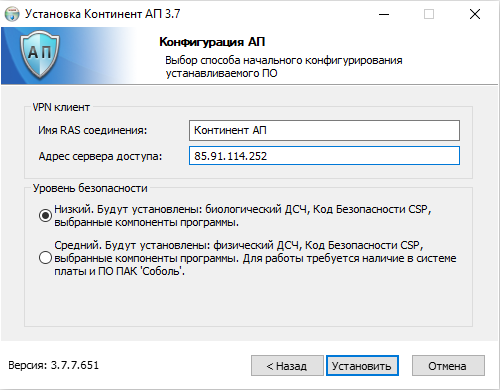 Установка Континент АП 3.7
АП
Конфигурация АП
Выбор способа начального конфигурирования
устанавливаемого ПО
VPN клиент
Имя RAS соединения:
Континент АП
Адрес сервера доступа:
85.91.114.252
Уровень безопасности
Низкий. Будут установлены: биологический ДСЧ, Код Безопасности CSP,
выбранные компоненты программы.
Средний. Будут установлены: физический ДСЧ, Код Безопасности CSP,
выбранные компоненты программы. Для работы требуется наличие в системе
платы и ПО ПАК 'Соболь'.
Версия: 3.7.7.651
< Назад
Установить
Отмена